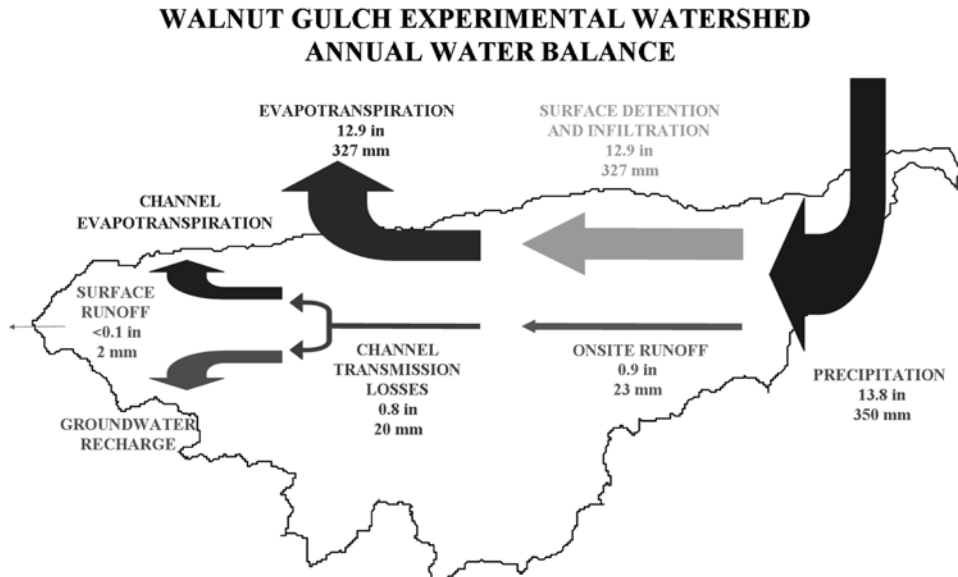 WALNUT GULCH EXPERIMENTAL WATERSHED
ANNUAL WATER BALANCE
EVAPOTRANSPIRATION
12.9 in
327 mm
SURFACE DETENTION
AND INFILTRATION
12.9 in
327 mm
CHANNEL
EVAPOTRANSPIRATION
SURFACE
RUNOFF
<0.1 in
2 mm
CHANNEL
TRANSMISSION
LOSSES
0.8 in
20 mm
ONSITE RUNOFF
0.9 in
23 mm
PRECIPITATION
13.8 in
350 mm
GROUNDWATER
RECHARGE